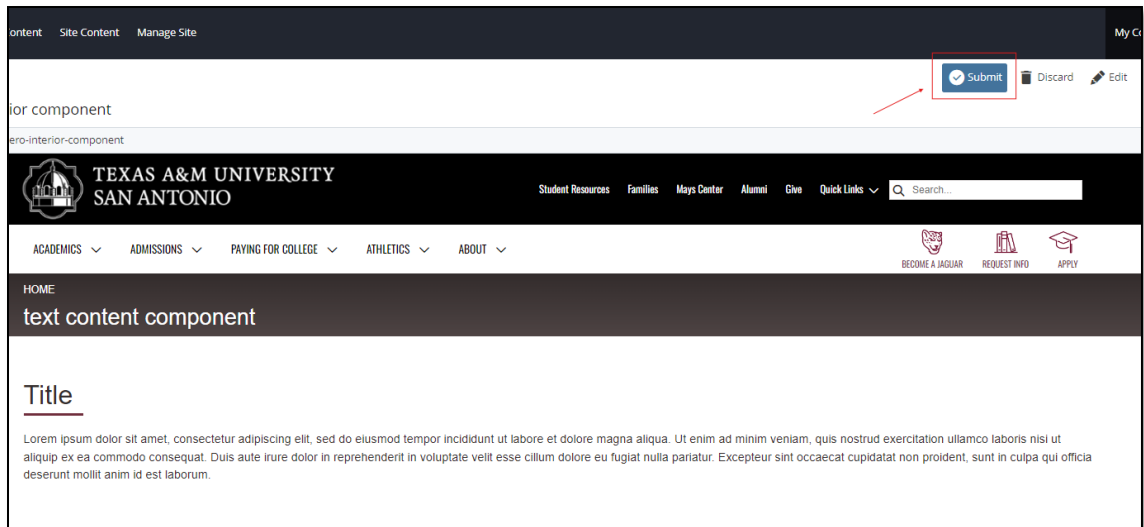 ontent Site Content Manage Site My Co
Submit Discard Edit
ior component
ero-interior-component
TEXAS A&M UNIVERSITY
SAN ANTONIO
Student Resources Families Mays Center Alumni Give Quick Links Search...
ACADEMICS ADMISSIONS PAYING FOR COLLEGE ATHLETICS ABOUT
BECOME A JAGUAR REQUEST INFO APPLY
HOME
text content component
Title
Lorem ipsum dolor sit amet, consectetur adipiscing elit, sed do eiusmod tempor incididunt ut labore et dolore magna aliqua. Ut enim ad minim veniam, quis nostrud exercitation ullamco laboris nisi ut
aliquip ex ea commodo consequat. Duis aute irure dolor in reprehenderit in voluptate velit esse cillum dolore eu fugiat nulla pariatur. Excepteur sint occaecat cupidatat non proident, sunt in culpa qui officia
deserunt mollit anim id est laborum.